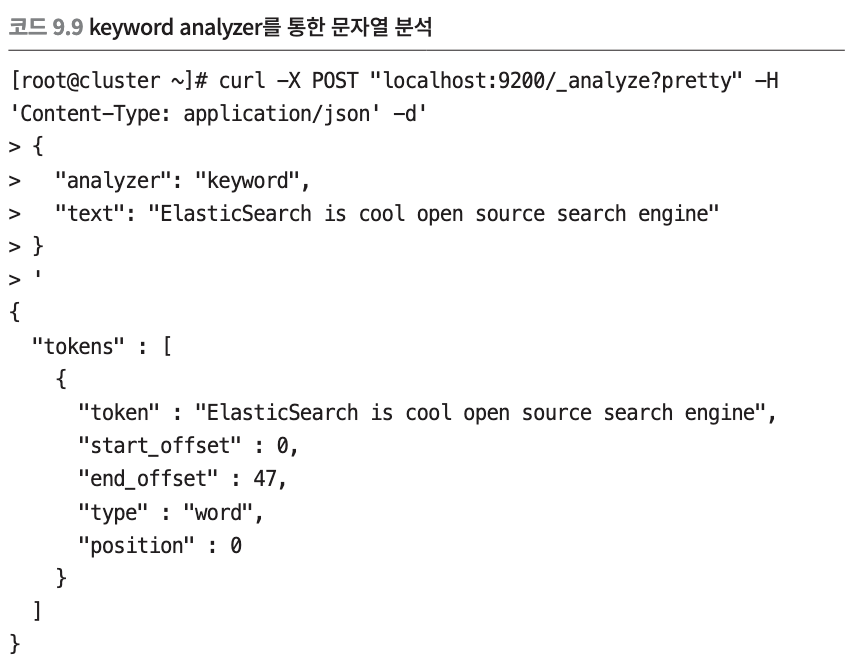 코드 9.9 keyword analyzer를 통한 문자열 분석
[root@cluster ~]# curl -X POST "localhost:9200/_analyze?pretty" -H
'Content-Type: application/json' -d'
> {
>   "analyzer": "keyword",
>   "text": "ElasticSearch is cool open source search engine"
> }
> '
{
  "tokens" : [
    {
      "token" : "ElasticSearch is cool open source search engine",
      "start_offset" : 0,
      "end_offset" : 47,
      "type" : "word",
      "position" : 0
    }
  ]
}